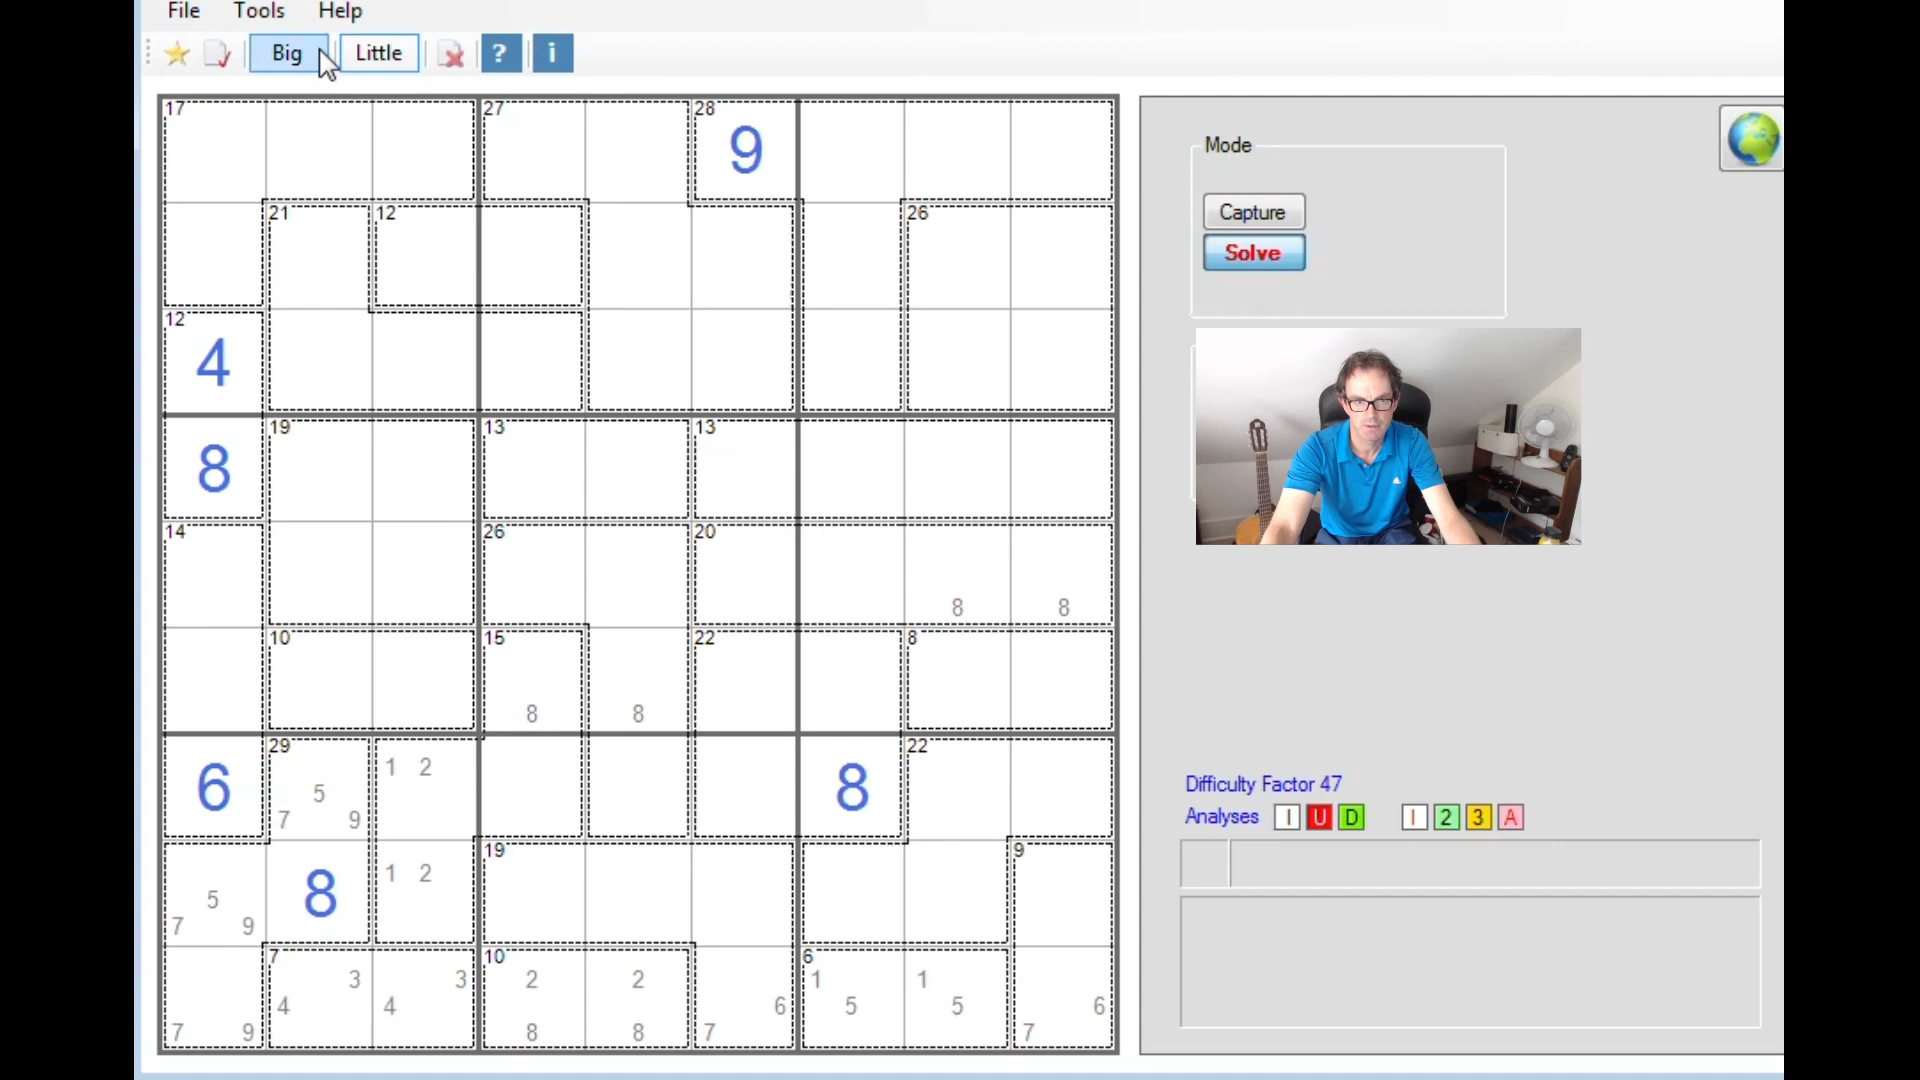 File Tools Help
Big Little ? i
17 27 28 9
21 12 26
12 4
8 19 13 13
14 26 20
8 8
10 15 22 8
8 8
6 29 1 2 8 22
5
7 9
8 1 2 19 9
5
7 9
7 10 6
3 3 2 2 1 1
4 4 6 5 5 6
7 9 8 8 7 7
Mode
Capture
Solve
Difficulty Factor 47
Analyses I U D I 2 3 A